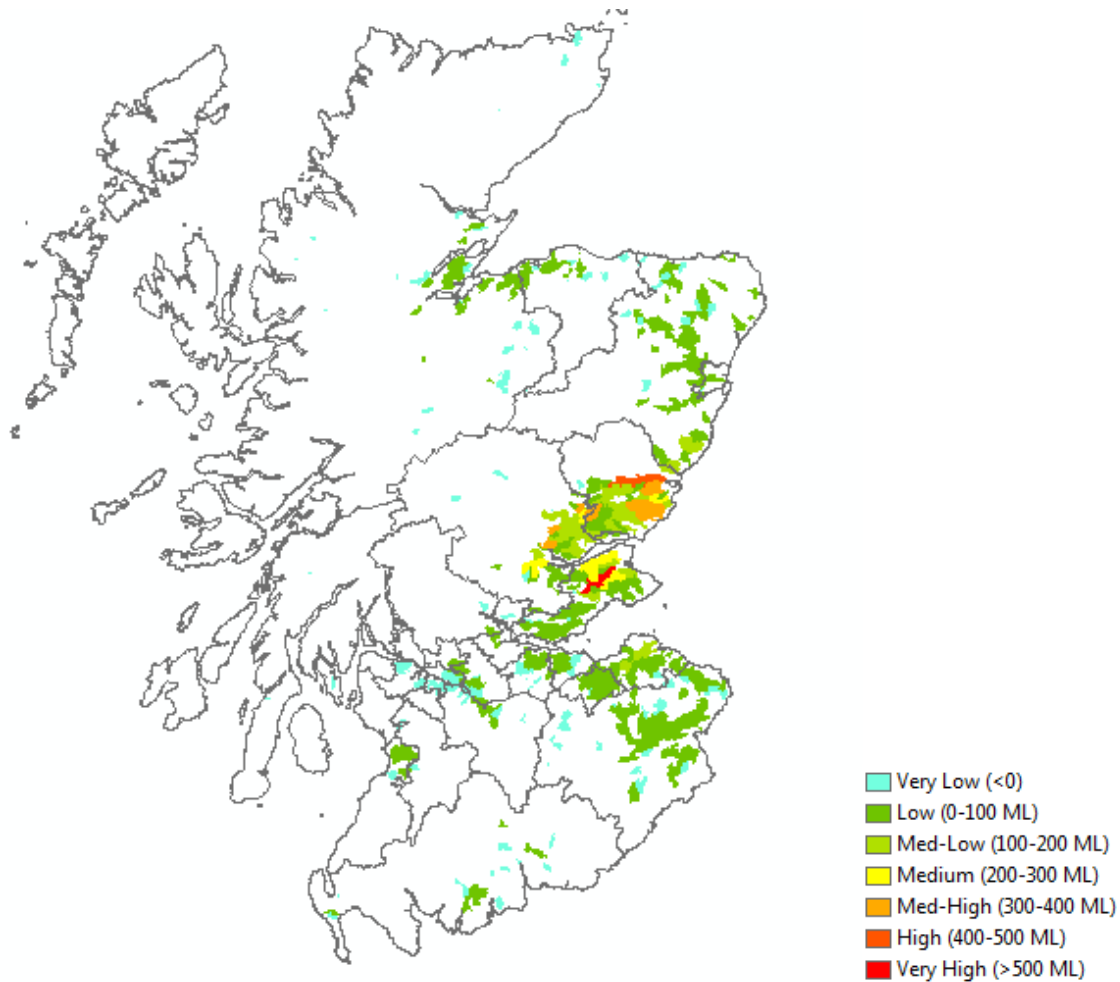 Very Low (<0)
Low (0-100 ML)
Med-Low (100-200 ML)
Medium (200-300 ML)
Med-High (300-400 ML)
High (400-500 ML)
Very High (>500 ML)